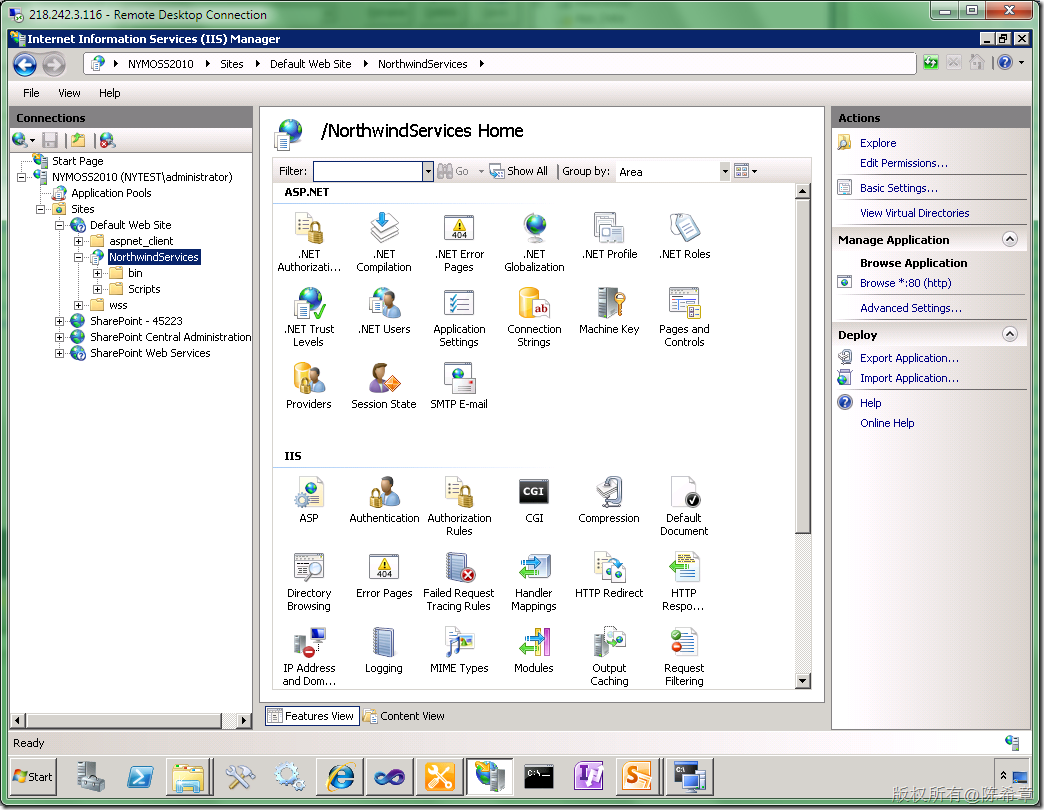 218.242.3.116 - Remote Desktop Connection
Internet Information Services (IIS) Manager
NYMOSS2010 Sites Default Web Site NorthwindServices
File View Help
Connections
Start Page
NYMOSS2010 (NYTEST\administrator)
Application Pools
Sites
Default Web Site
aspnet_client
NorthwindServices
bin
Scripts
wss
SharePoint - 45223
SharePoint Central Administration
SharePoint Web Services
/NorthwindServices Home
Filter: Go Show All Group by: Area
ASP.NET
.NET Authorizati...
.NET Compilation
.NET Error Pages
.NET Globalization
.NET Profile
.NET Roles
.NET Trust Levels
.NET Users
Application Settings
Connection Strings
Machine Key
Pages and Controls
Providers
Session State
SMTP E-mail
IIS
ASP
Authentication
Authorization Rules
CGI
CGI
Compression
Default Document
Directory Browsing
Error Pages
Failed Request Tracing Rules
Handler Mappings
HTTP Redirect
HTTP Respo...
IP Address and Dom...
Logging
MIME Types
Modules
Output Caching
Request Filtering
Features View Content View
Actions
Explore
Edit Permissions...
Basic Settings...
View Virtual Directories
Manage Application
Browse Application
Browse *:80 (http)
Advanced Settings...
Deploy
Export Application...
Import Application...
Help
Online Help
Ready
Start
版权所有@陈希章